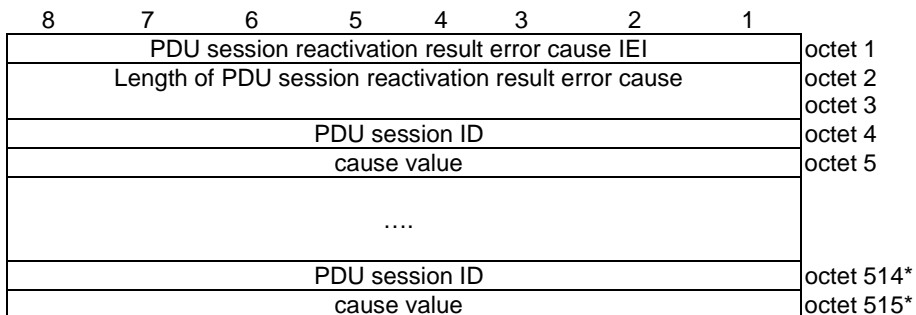 8 7 6 5 4 3 2 1
PDU session reactivation result error cause IEI octet 1
Length of PDU session reactivation result error cause octet 2
octet 3
PDU session ID octet 4
cause value octet 5
….
PDU session ID octet 514*
cause value octet 515*